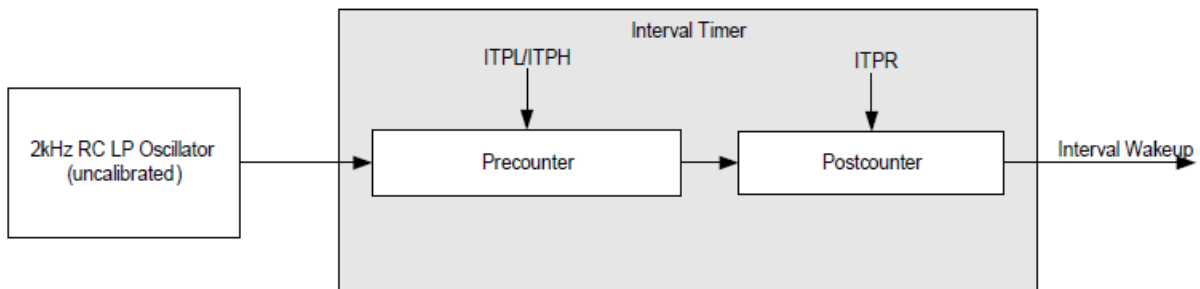 Interval Timer
ITPL/ITPH
ITPR
2kHz RC LP Oscillator
(uncalibrated)
Precounter
Postcounter
Interval Wakeup